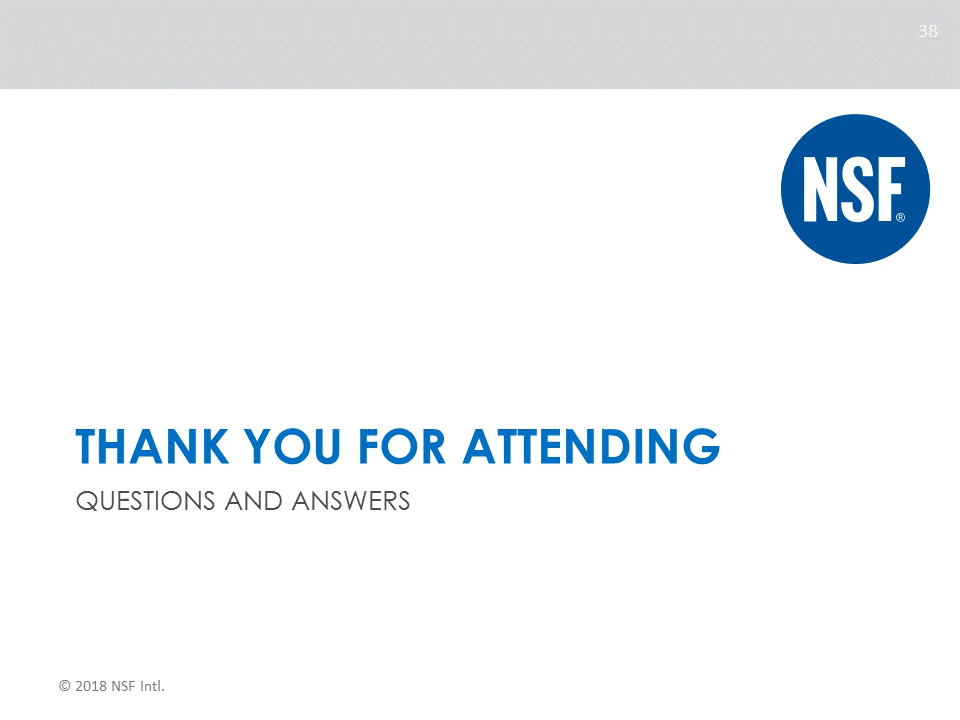 38
NSF®
THANK YOU FOR ATTENDING
QUESTIONS AND ANSWERS
© 2018 NSF Intl.